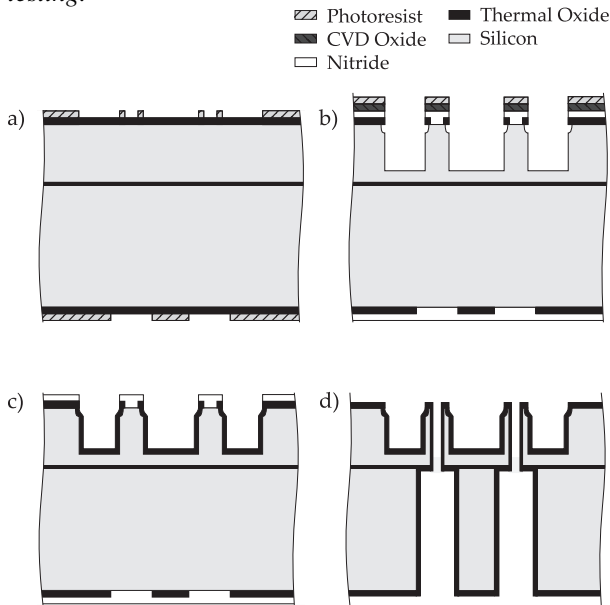 testing.
Photoresist Thermal Oxide
CVD Oxide Silicon
Nitride
a) b)
c) d)